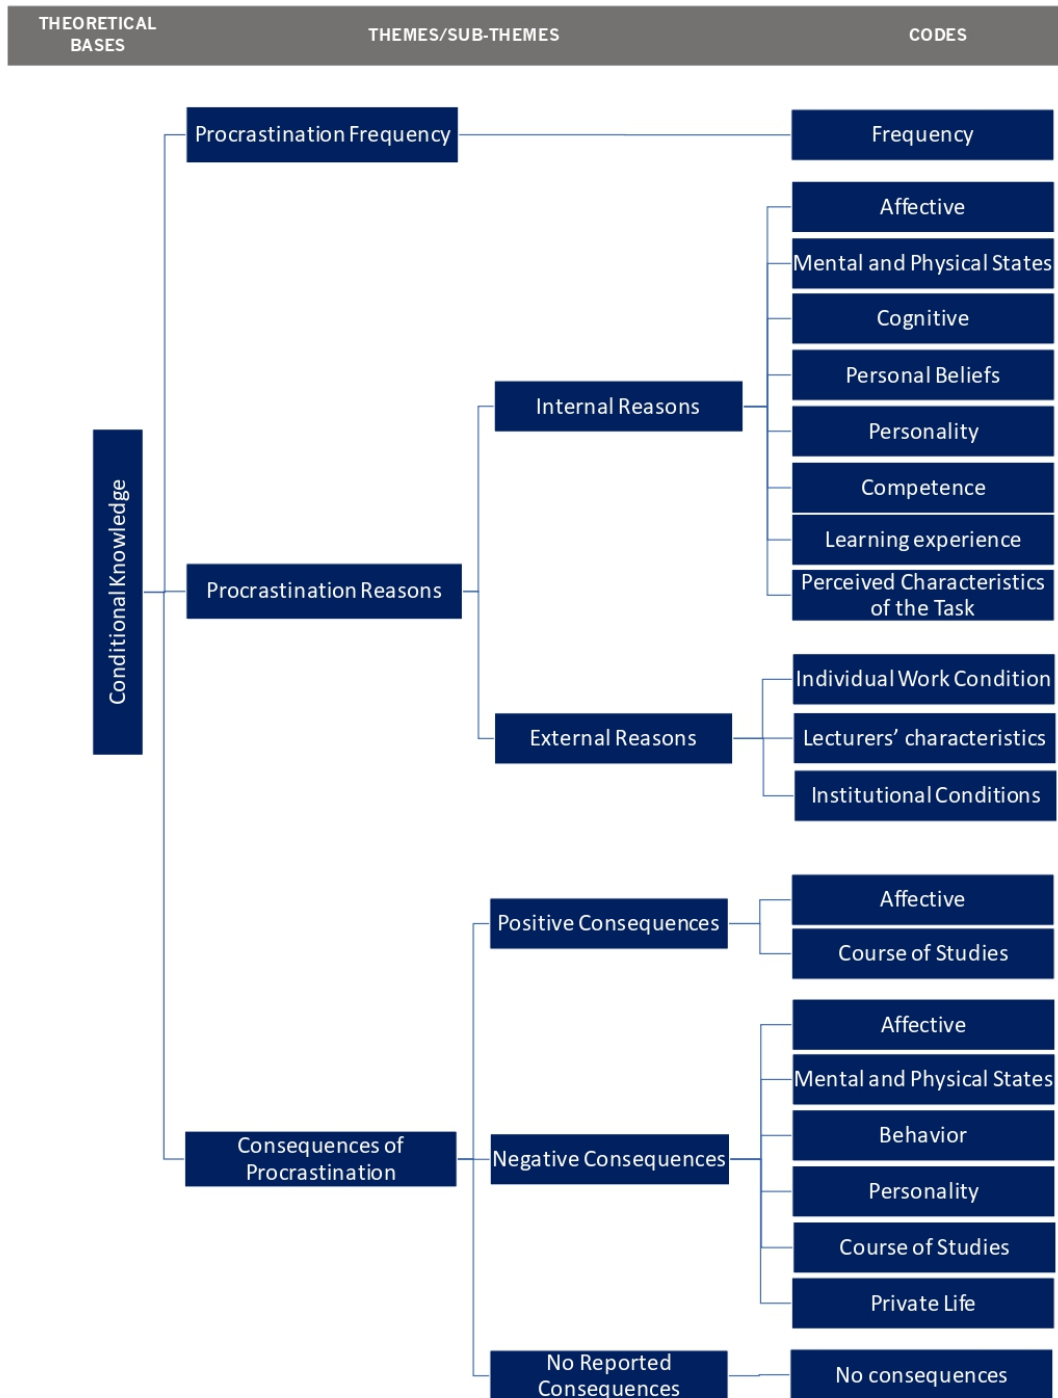 THEORETICAL
BASES
THEMES/SUB-THEMES
CODES
Procrastination Frequency
Frequency
Affective
Mental and Physical States
Cognitive
Personal Beliefs
Internal Reasons
Personality
Competence
Learning experience
Conditional Knowledge
Procrastination Reasons
Perceived Characteristics
of the Task
Individual Work Condition
External Reasons
Lecturers’ characteristics
Institutional Conditions
Positive Consequences
Affective
Course of Studies
Affective
Mental and Physical States
Behavior
Consequences of
Procrastination
Negative Consequences
Personality
Course of Studies
Private Life
No Reported
Consequences
No consequences